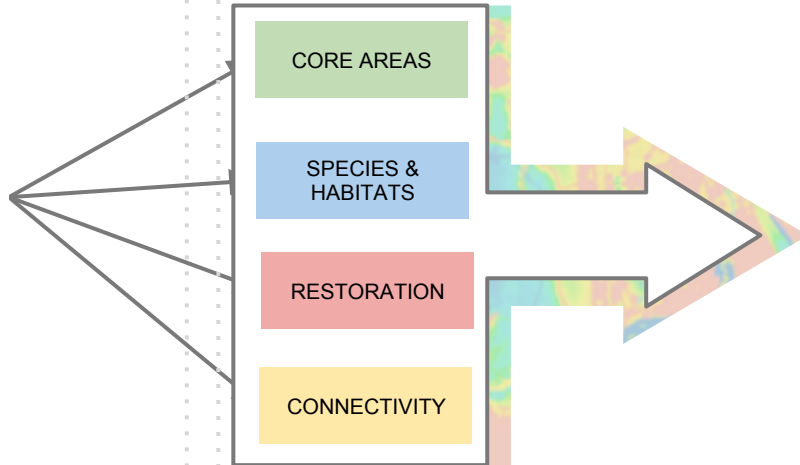 CORE AREAS
SPECIES &
HABITATS
RESTORATION
CONNECTIVITY